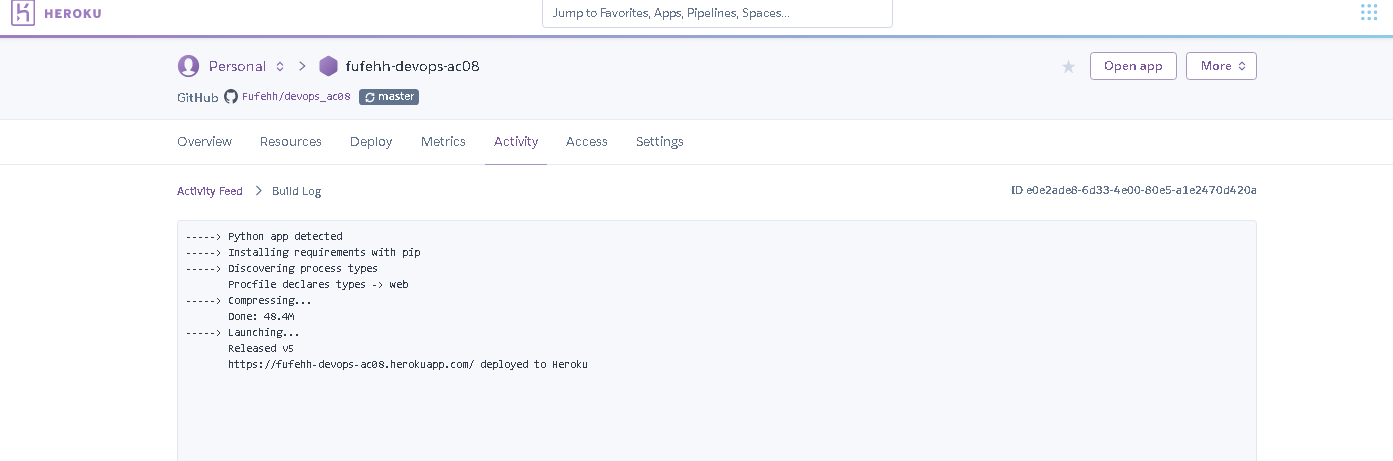 HEROKU
Jump to Favorites, Apps, Pipelines, Spaces...
Personal > fufehh-devops-ac08
Open app
More
GitHub Fufehh/devops_ac08 master
Overview Resources Deploy Metrics Activity Access Settings
Activity Feed > Build Log
ID e0e2ade8-6d33-4e00-80e5-a1e2470d420a
-----> Python app detected
-----> Installing requirements with pip
-----> Discovering process types
Procfile declares types -> web
-----> Compressing...
Done: 48.4M
-----> Launching...
Released v5
https://fufehh-devops-ac08.herokuapp.com/ deployed to Heroku